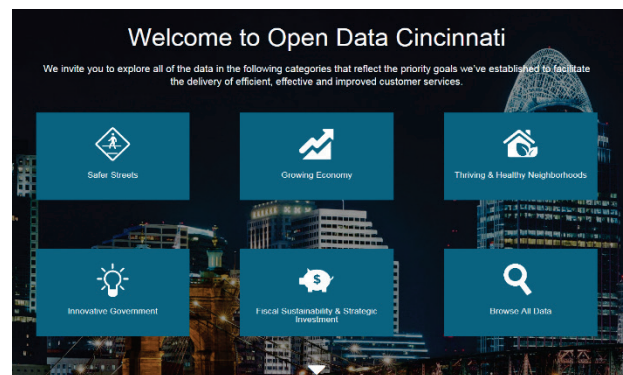 Welcome to Open Data Cincinnati
We invite you to explore all of the data in the following categories that reflect the priority goals we've established to facilitate
the delivery of efficient, effective and improved customer services.
Safer Streets
Growing Economy
Thriving & Healthy Neighborhoods
Innovative Government
Fiscal Sustainability & Strategic
Investment
Browse All Data